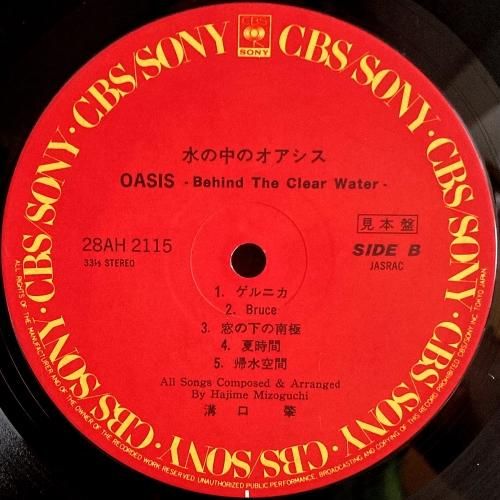 CBS/SONY · CBS/SONY · CBS/SONY · CBS/SONY · CBS/SONY · CBS/SONY · CBS/SONY · CBS/SONY
CBS
SONY
水の中のオアシス
OASIS - Behind The Clear Water -
見本盤
28AH 2115
SIDE B
33⅓ STEREO
JASRAC
1. ゲルニカ
2. Bruce
3. 窓の下の南極
4. 夏時間
5. 帰水空間
All Songs Composed & Arranged
By Hajime Mizoguchi
溝口肇
ALL RIGHTS OF THE MANUFACTURER AND OF THE OWNER OF THE RECORDED WORK RESERVED. UNAUTHORIZED PUBLIC PERFORMANCE, BROADCASTING AND COPYING OF THIS RECORD PROHIBITED CBS/SONY INC. TOKYO JAPAN.